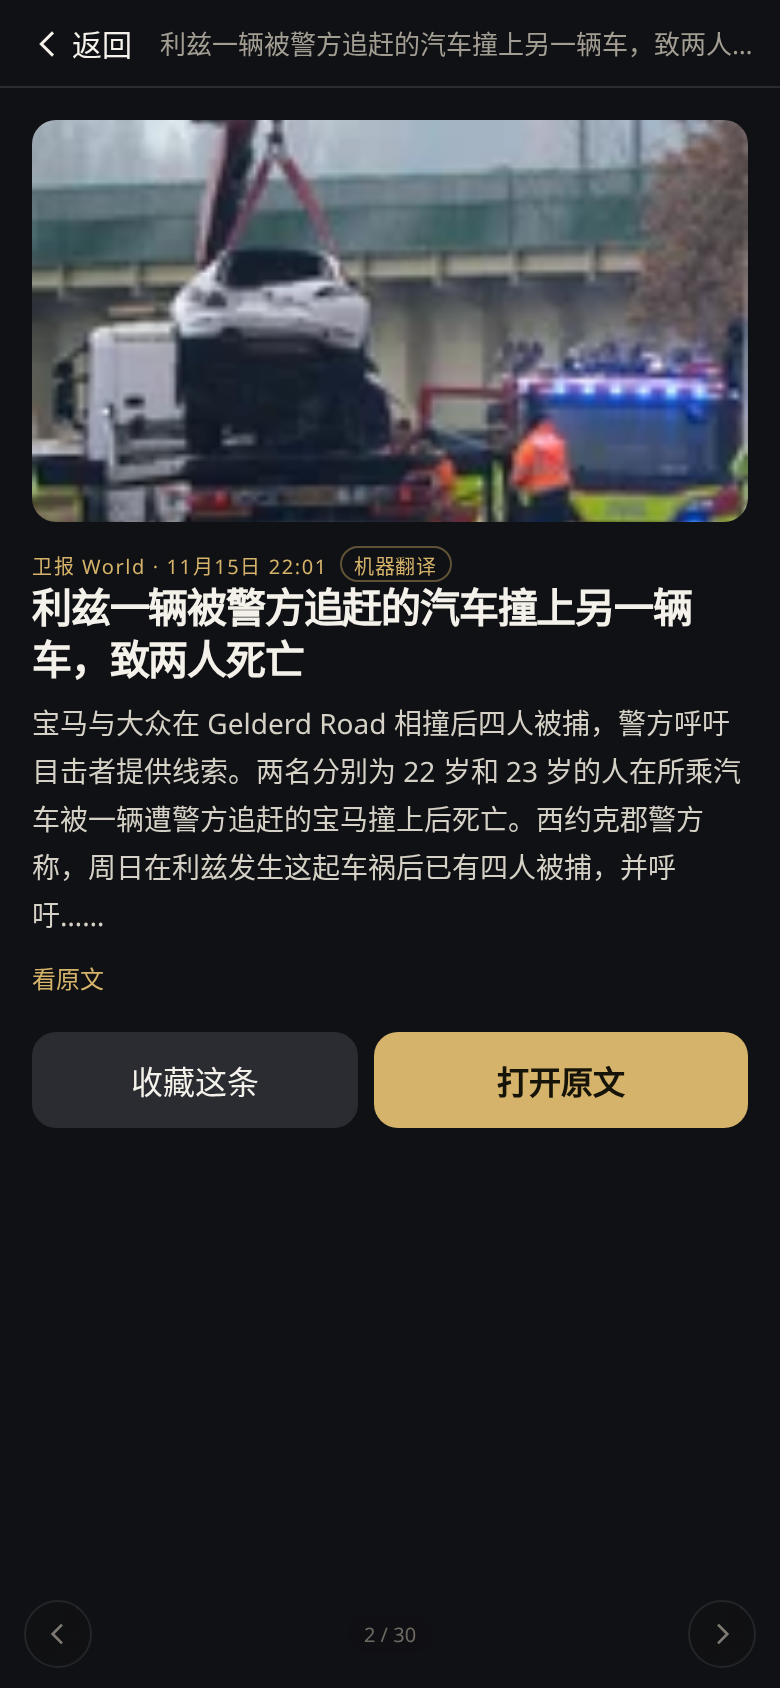 返回 利兹一辆被警方追赶的汽车撞上另一辆车，致两人...
卫报 World · 11月15日 22:01 机器翻译
利兹一辆被警方追赶的汽车撞上另一辆
车，致两人死亡
宝马与大众在 Gelderd Road 相撞后四人被捕，警方呼吁
目击者提供线索。两名分别为 22 岁和 23 岁的人在所乘汽
车被一辆遭警方追赶的宝马撞上后死亡。西约克郡警方
称，周日在利兹发生这起车祸后已有四人被捕，并呼
吁……
看原文
收藏这条 打开原文
2 / 30